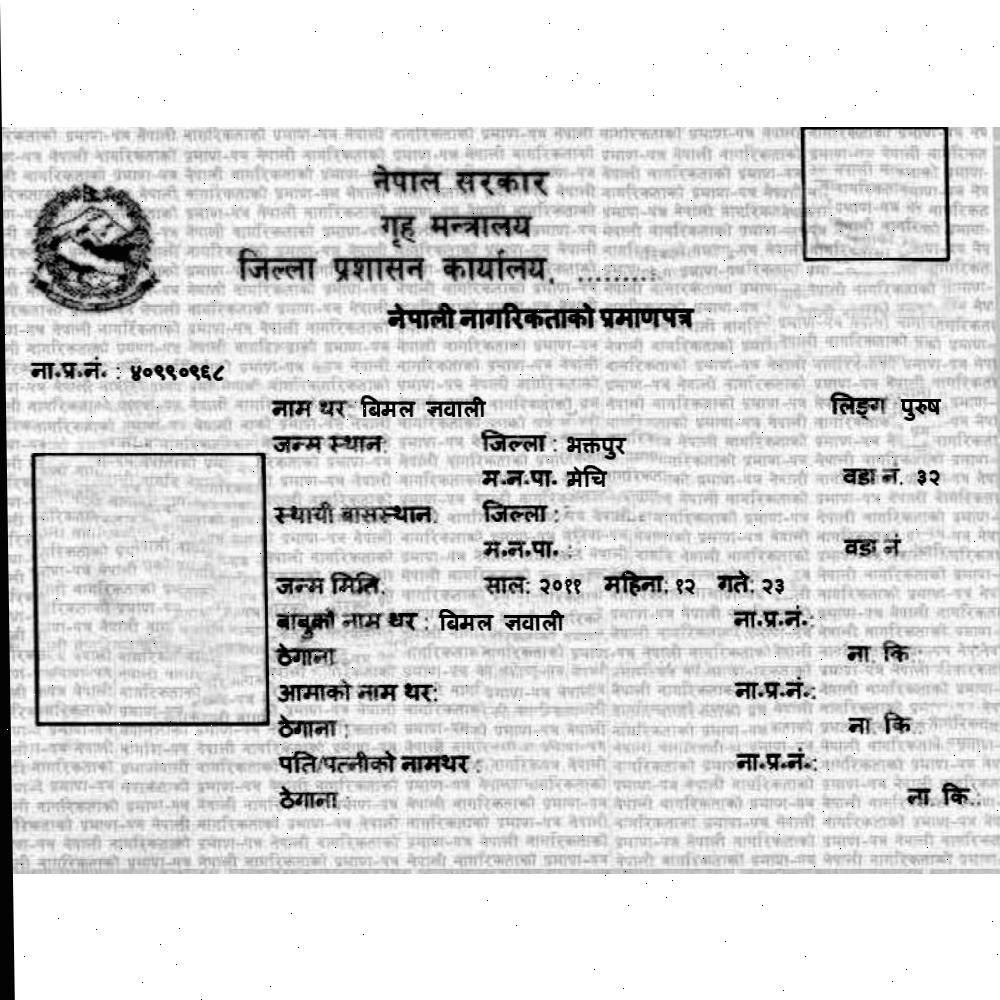 नेपाल सरकार
गृह मन्त्रालय
जिल्ला प्रशासन कार्यालय, .........
नेपाली नागरिकताको प्रमाणपत्र
ना.प्र.नं. : ४०९९०९६८
नाम थर: बिमल ज्ञवाली लिङ्ग पुरुष
जन्म स्थान: जिल्ला : भक्तपुर
म.न.पा. मेचि वडा नं. ३२
स्थायी बासस्थान: जिल्ला :
म.न.पा. : वडा नं
जन्म मिति. साल: २०११ महिना: १२ गते: २३
बाबुको नाम थर : बिमल ज्ञवाली ना.प्र.नं.:
ठेगाना ना. कि.:
आमाको नाम थर: ना.प्र.नं.:
ठेगाना : ना. कि.:
पति/पत्नीको नामथर : ना.प्र.नं.:
ठेगाना ना. कि.: